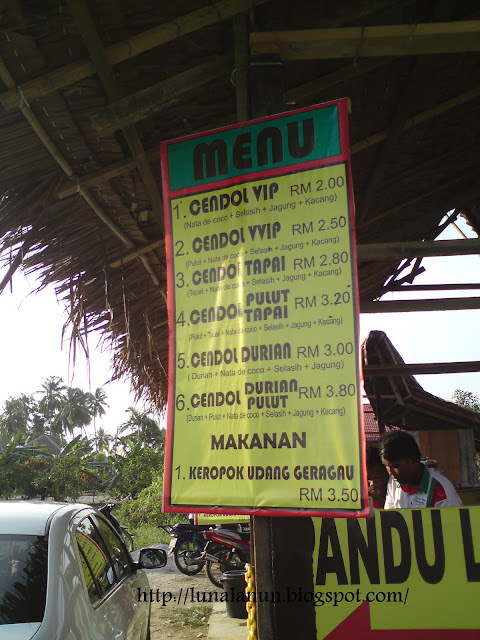 MENU
1. CENDOL VIP RM 2.00
(Nata de coco + Selasih + Jagung + Kacang)
2. CENDOL VVIP RM 2.50
(Pulut + Nata de coco + Selasih + Jagung + Kacang)
3. CENDOL TAPAI RM 2.80
(Tapai + Nata de coco + Selasih + Jagung + Kacang)
4. CENDOL PULUT TAPAI RM 3.20
(Pulut + Tapai + Nata de coco + Selasih + Jagung + Kacang)
5. CENDOL DURIAN RM 3.00
( Durian + Nata de coco + Selasih + Jagung)
6. CENDOL DURIAN PULUT RM 3.80
(Durian + Pulut + Nata de coco + Selasih + Jagung + Kacang)
MAKANAN
1. KEROPOK UDANG GERAGAU
RM 3.50
PANDU L
http://lunalanun.blogspot.com/